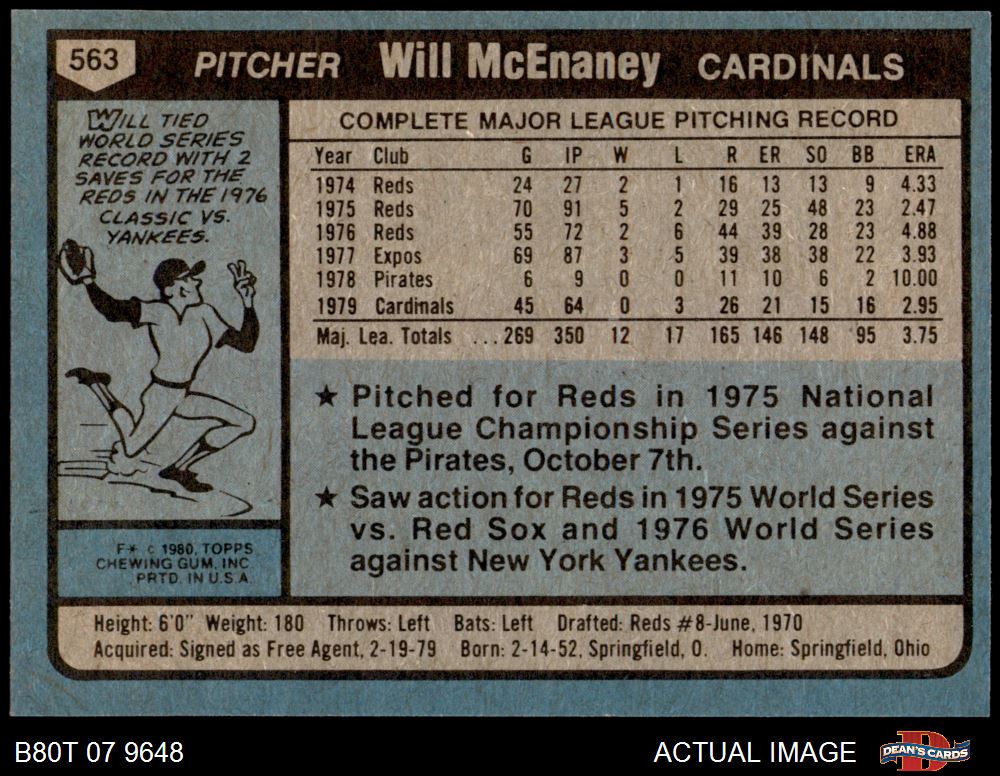 563 PITCHER Will McEnaney CARDINALS
WILL TIED
WORLD SERIES
RECORD WITH 2
SAVES FOR THE
REDS IN THE 1976
CLASSIC VS.
YANKEES.
F* © 1980, TOPPS
CHEWING GUM, INC.
PRTD. IN U.S.A.
COMPLETE MAJOR LEAGUE PITCHING RECORD
Year Club G IP W L R ER SO BB ERA
1974 Reds 24 27 2 1 16 13 13 9 4.33
1975 Reds 70 91 5 2 29 25 48 23 2.47
1976 Reds 55 72 2 6 44 39 28 23 4.88
1977 Expos 69 87 3 5 39 38 38 22 3.93
1978 Pirates 6 9 0 0 11 10 6 2 10.00
1979 Cardinals 45 64 0 3 26 21 15 16 2.95
Maj. Lea. Totals ...269 350 12 17 165 146 148 95 3.75
★ Pitched for Reds in 1975 National
League Championship Series against
the Pirates, October 7th.
★ Saw action for Reds in 1975 World Series
vs. Red Sox and 1976 World Series
against New York Yankees.
Height: 6'0" Weight: 180 Throws: Left Bats: Left Drafted: Reds #8-June, 1970
Acquired: Signed as Free Agent, 2-19-79 Born: 2-14-52, Springfield, O. Home: Springfield, Ohio
B80T 07 9648 ACTUAL IMAGE DEAN'S CARDS